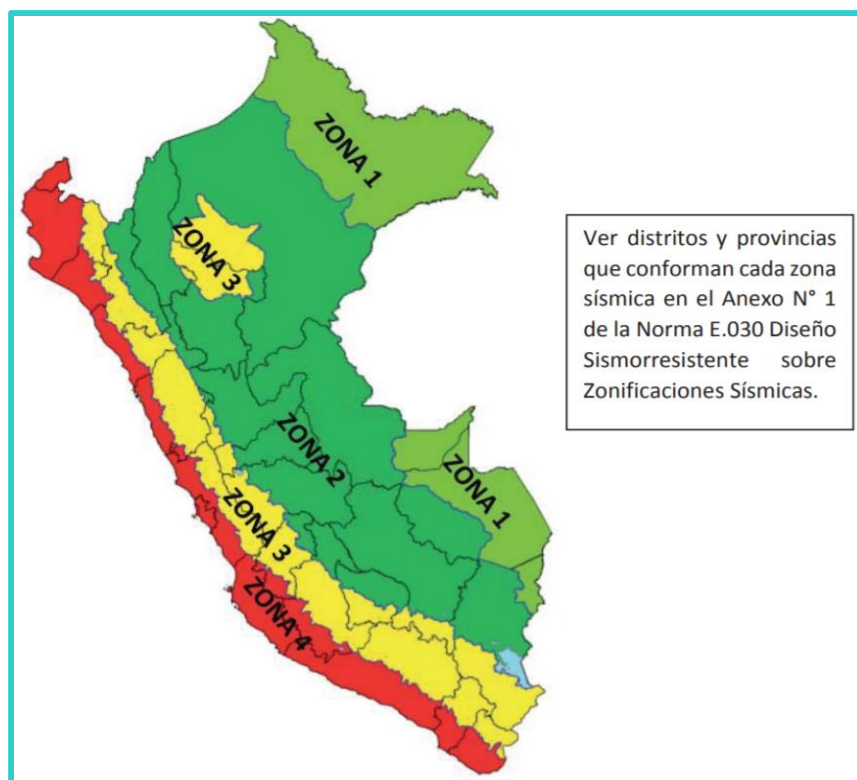 ZONA 1
ZONA 3
Ver distritos y provincias
que conforman cada zona
sísmica en el Anexo N° 1
de la Norma E.030 Diseño
Sismorresistente sobre
Zonificaciones Sísmicas.
ZONA 2
ZONA 1
ZONA 3
ZONA 4